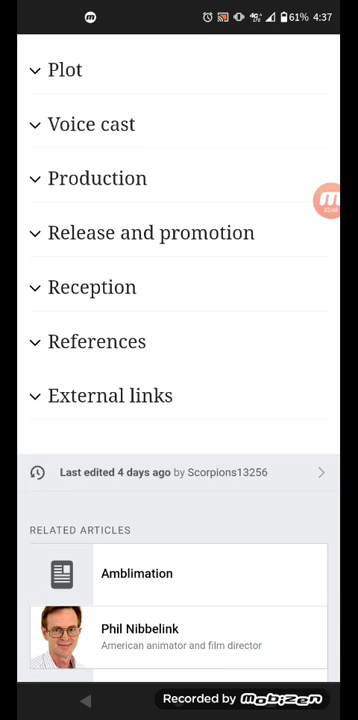 61% 4:37
Plot
Voice cast
Production
Release and promotion
Reception
References
External links
Last edited 4 days ago by Scorpions13256
RELATED ARTICLES
Amblimation
Phil Nibbelink
American animator and film director
Recorded by mobizen